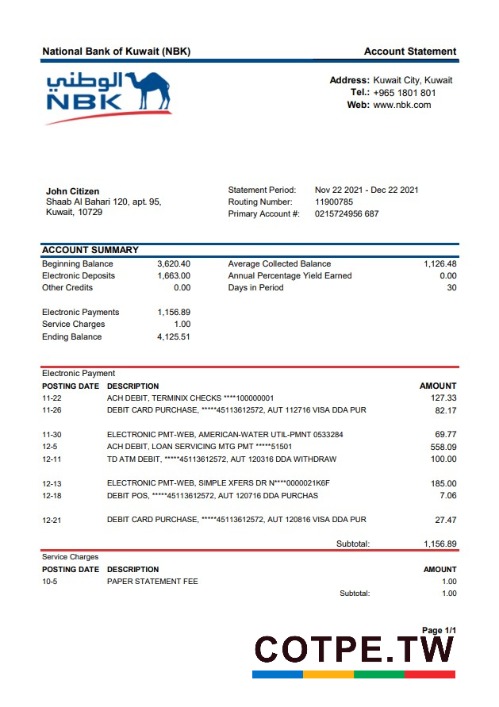 National Bank of Kuwait (NBK) Account Statement
الوطني
NBK
Address: Kuwait City, Kuwait
Tel.: +965 1801 801
Web: www.nbk.com
John Citizen
Shaab Al Bahari 120, apt. 95,
Kuwait, 10729
Statement Period: Nov 22 2021 - Dec 22 2021
Routing Number: 11900785
Primary Account #: 0215724956 687
ACCOUNT SUMMARY
Beginning Balance 3,620.40 Average Collected Balance 1,126.48
Electronic Deposits 1,663.00 Annual Percentage Yield Earned 0.00
Other Credits 0.00 Days in Period 30
Electronic Payments 1,156.89
Service Charges 1.00
Ending Balance 4,125.51
Electronic Payment
POSTING DATE DESCRIPTION AMOUNT
11-22 ACH DEBIT, TERMINIX CHECKS ****100000001 127.33
11-26 DEBIT CARD PURCHASE, *****45113612572, AUT 112716 VISA DDA PUR 82.17
11-30 ELECTRONIC PMT-WEB, AMERICAN-WATER UTIL-PMNT 0533284 69.77
12-5 ACH DEBIT, LOAN SERVICING MTG PMT *****51501 558.09
12-11 TD ATM DEBIT, *****45113612572, AUT 120316 DDA WITHDRAW 100.00
12-13 ELECTRONIC PMT-WEB, SIMPLE XFERS DR N****0000021K6F 185.00
12-18 DEBIT POS, *****45113612572, AUT 120716 DDA PURCHAS 7.06
12-21 DEBIT CARD PURCHASE, *****45113612572, AUT 120816 VISA DDA PUR 27.47
Subtotal: 1,156.89
Service Charges
POSTING DATE DESCRIPTION AMOUNT
10-5 PAPER STATEMENT FEE 1.00
Subtotal: 1.00
Page 1/1
COTPE.TW